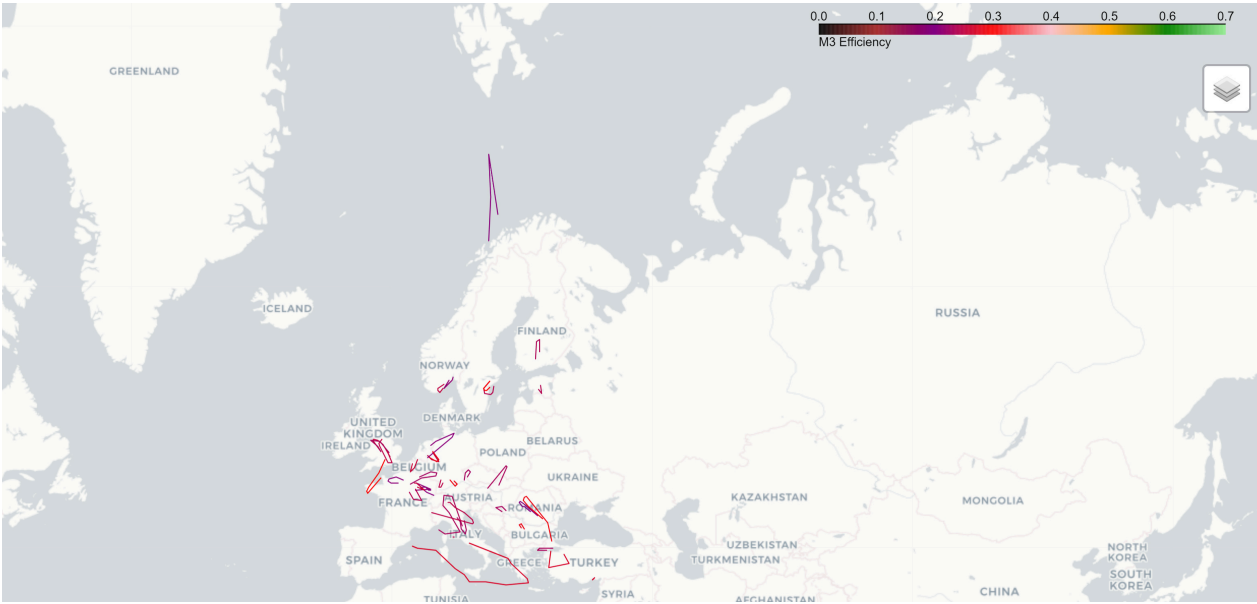 0.0 0.1 0.2 0.3 0.4 0.5 0.6 0.7
M3 Efficiency
GREENLAND
ICELAND
RUSSIA
FINLAND
NORWAY
DENMARK
UNITED
KINGDOM
IRELAND
BELARUS
POLAND
BELGIUM
UKRAINE
AUSTRIA
FRANCE
ROMANIA
KAZAKHSTAN
MONGOLIA
ITALY
BULGARIA
UZBEKISTAN
NORTH
KOREA
SPAIN
GREECE
TURKEY
TURKMENISTAN
SOUTH
KOREA
SYRIA
CHINA
TUNISIA
AFGHANISTAN